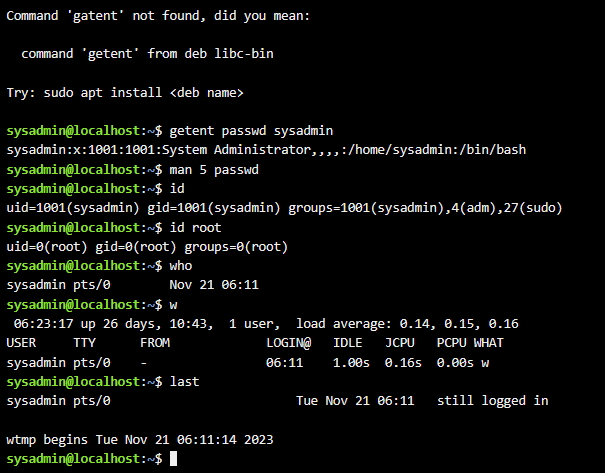 Command 'gatent' not found, did you mean:
  command 'getent' from deb libc-bin
Try: sudo apt install <deb name>
sysadmin@localhost:~$ getent passwd sysadmin
sysadmin:x:1001:1001:System Administrator,,,,:/home/sysadmin:/bin/bash
sysadmin@localhost:~$ man 5 passwd
sysadmin@localhost:~$ id
uid=1001(sysadmin) gid=1001(sysadmin) groups=1001(sysadmin),4(adm),27(sudo)
sysadmin@localhost:~$ id root
uid=0(root) gid=0(root) groups=0(root)
sysadmin@localhost:~$ who
sysadmin pts/0        Nov 21 06:11
sysadmin@localhost:~$ w
 06:23:17 up 26 days, 10:43,  1 user,  load average: 0.14, 0.15, 0.16
USER     TTY      FROM             LOGIN@   IDLE   JCPU   PCPU WHAT
sysadmin pts/0    -                06:11    1.00s  0.16s  0.00s w
sysadmin@localhost:~$ last
sysadmin pts/0                         Tue Nov 21 06:11   still logged in
wtmp begins Tue Nov 21 06:11:14 2023
sysadmin@localhost:~$